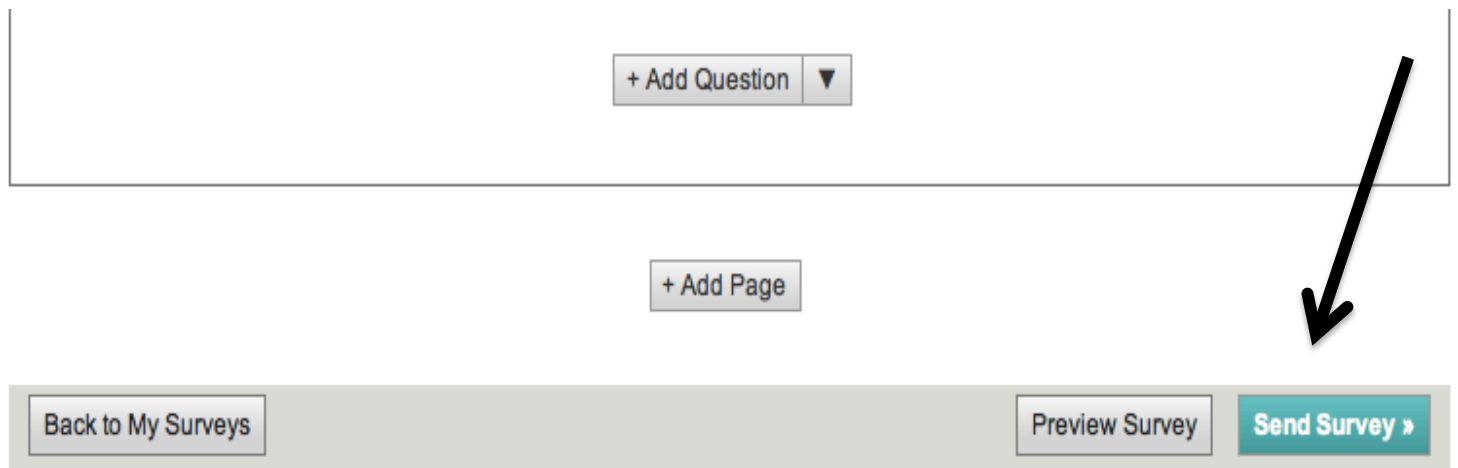 + Add Question ▼
+ Add Page
Back to My Surveys Preview Survey Send Survey »